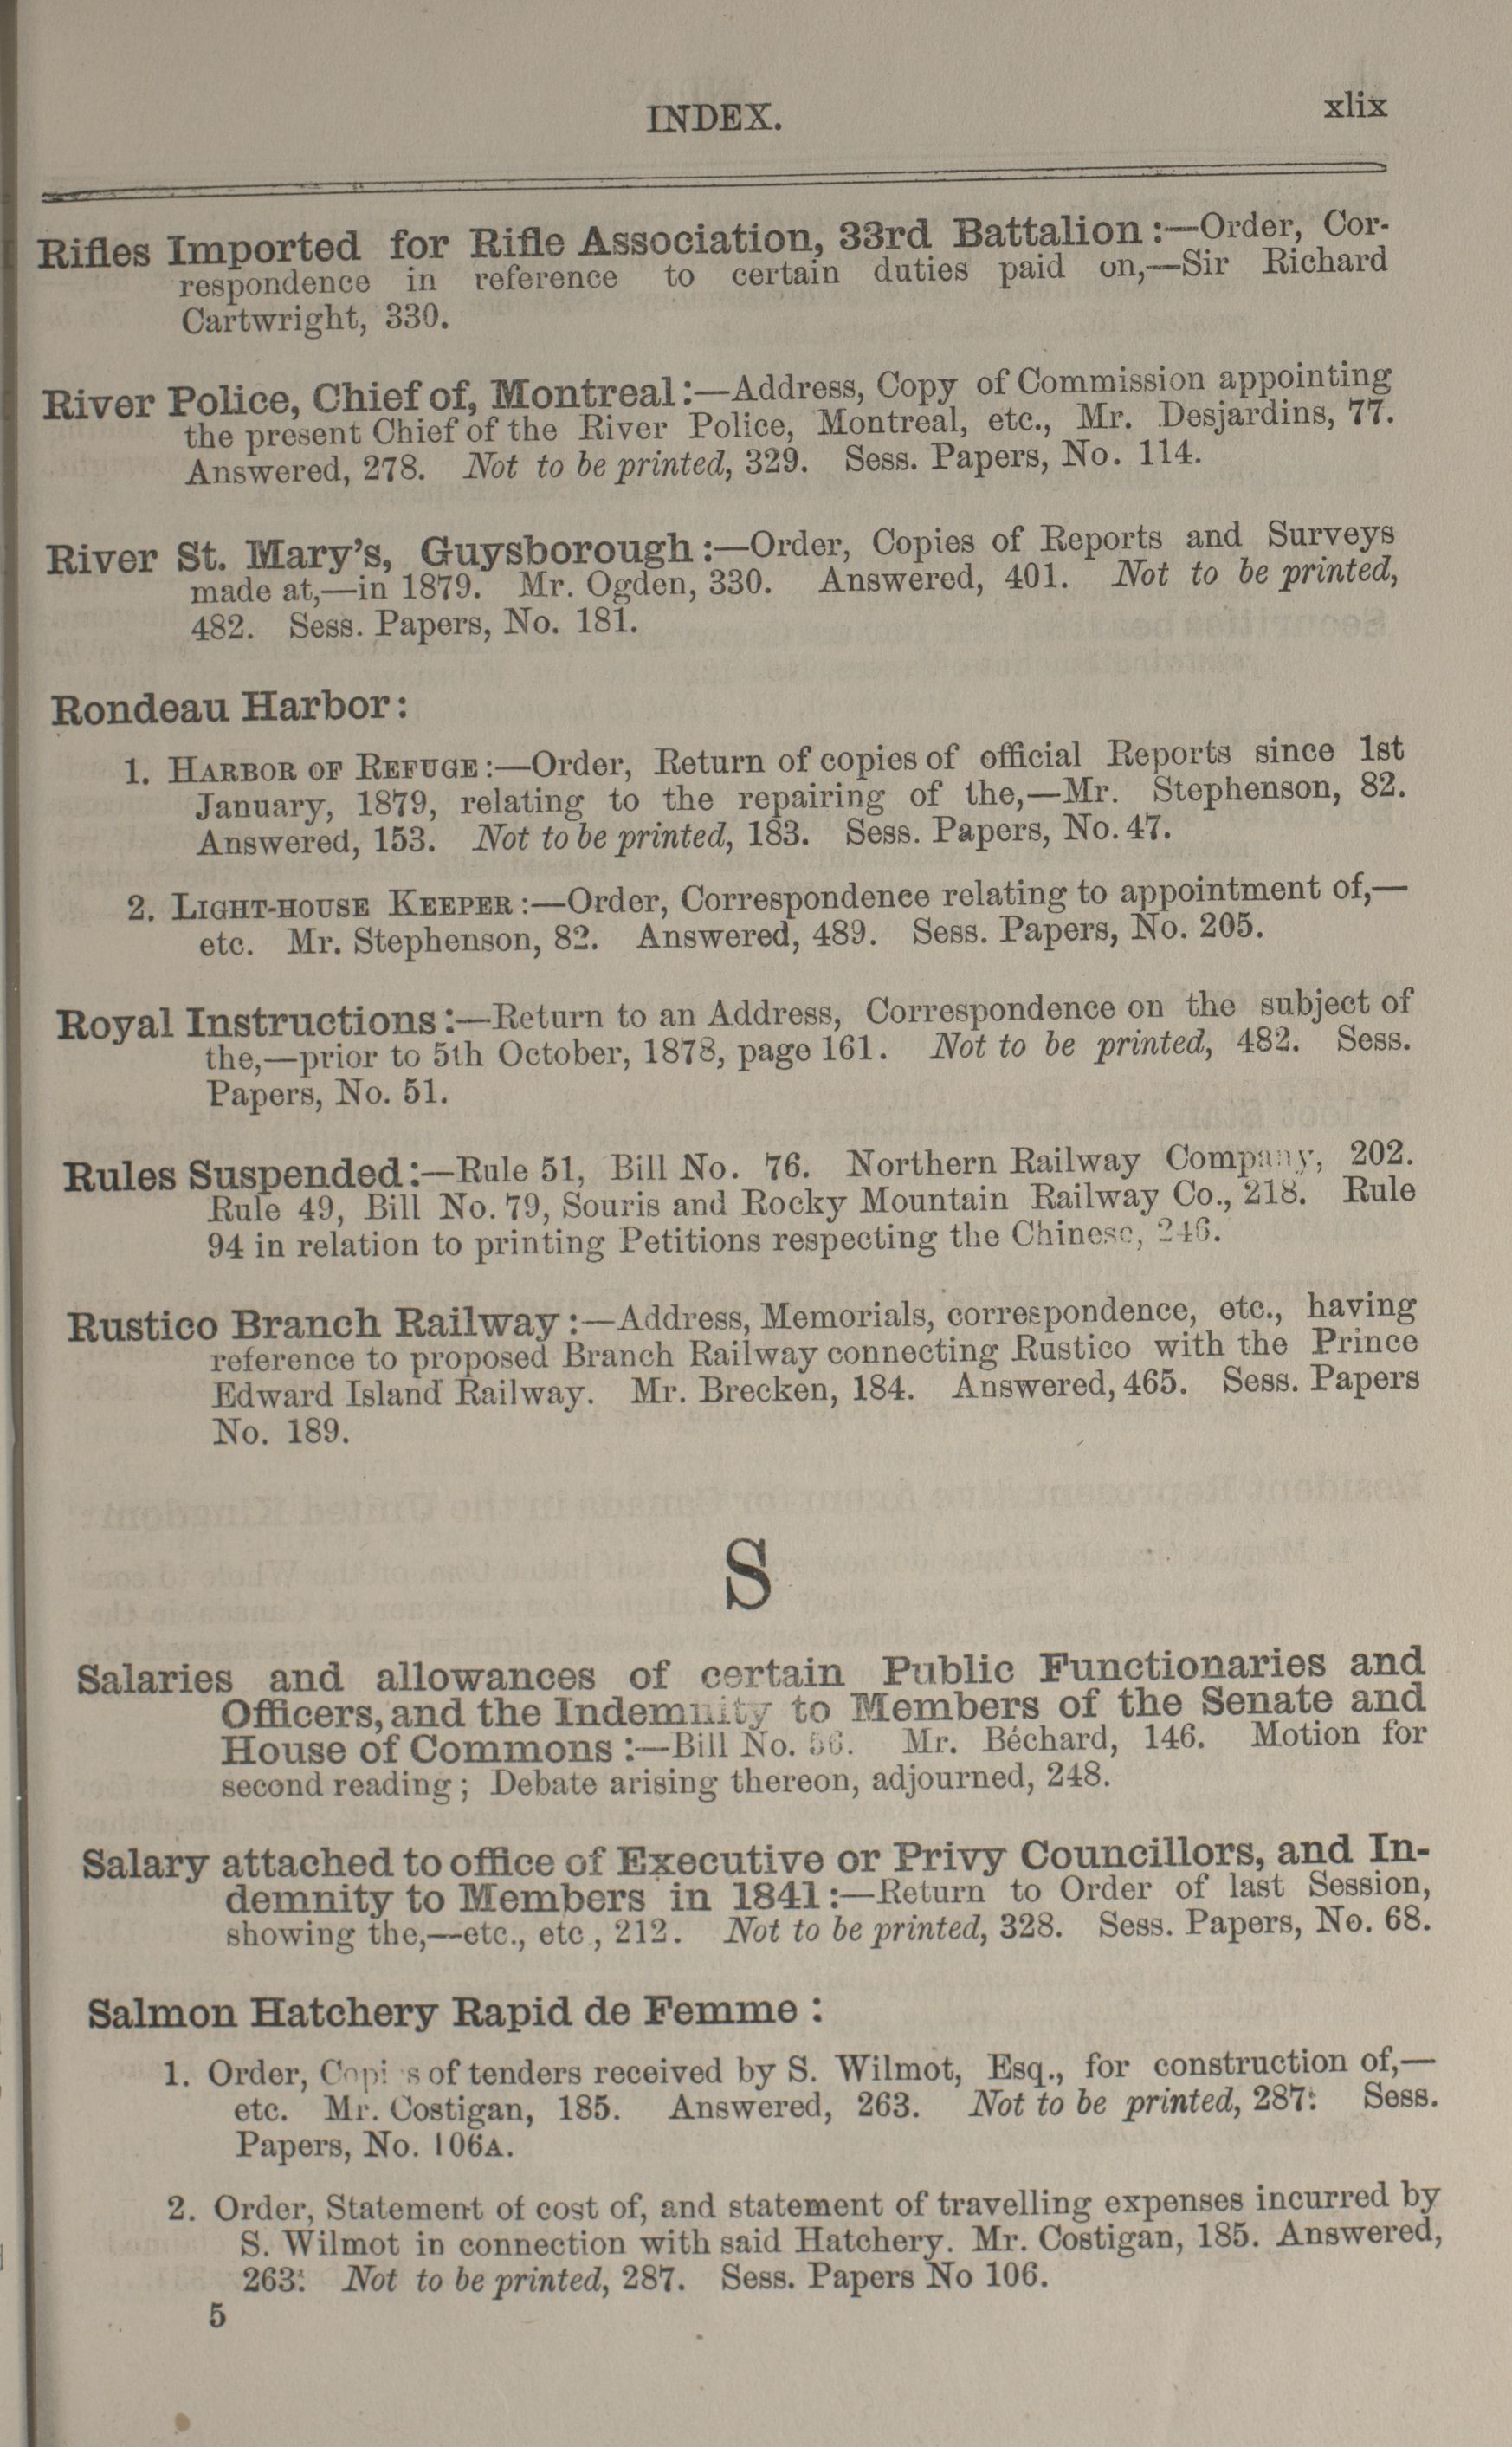 INDEX. xlix
Rifles Imported for Rifle Association, 33rd Battalion :—Order, Cor-
respondence in reference to certain duties paid on,—Sir Richard
Cartwright, 330.
River Police, Chief of, Montreal :—Address, Copy of Commission appointing
the present Chief of the River Police, Montreal, etc., Mr. Desjardins, 77.
Answered, 278. Not to be printed, 329. Sess. Papers, No. 114.
River St. Mary's, Guysborough :—Order, Copies of Reports and Surveys
made at,—in 1879. Mr. Ogden, 330. Answered, 401. Not to be printed,
482. Sess. Papers, No. 181.
Rondeau Harbor :
1. HARBOR OF REFUGE :—Order, Return of copies of official Reports since 1st
January, 1879, relating to the repairing of the,—Mr. Stephenson, 82.
Answered, 153. Not to be printed, 183. Sess. Papers, No. 47.
2. LIGHT-HOUSE KEEPER :—Order, Correspondence relating to appointment of,—
etc. Mr. Stephenson, 82. Answered, 489. Sess. Papers, No. 205.
Royal Instructions :—Return to an Address, Correspondence on the subject of
the,—prior to 5th October, 1878, page 161. Not to be printed, 482. Sess.
Papers, No. 51.
Rules Suspended :—Rule 51, Bill No. 76. Northern Railway Company, 202.
Rule 49, Bill No. 79, Souris and Rocky Mountain Railway Co., 218. Rule
94 in relation to printing Petitions respecting the Chinese, 246.
Rustico Branch Railway :—Address, Memorials, correspondence, etc., having
reference to proposed Branch Railway connecting Rustico with the Prince
Edward Island Railway. Mr. Brecken, 184. Answered, 465. Sess. Papers
No. 189.
S
Salaries and allowances of certain Public Functionaries and
Officers, and the Indemnity to Members of the Senate and
House of Commons :—Bill No. 56. Mr. Béchard, 146. Motion for
second reading ; Debate arising thereon, adjourned, 248.
Salary attached to office of Executive or Privy Councillors, and In-
demnity to Members in 1841 :—Return to Order of last Session,
showing the,—etc., etc , 212. Not to be printed, 328. Sess. Papers, No. 68.
Salmon Hatchery Rapid de Femme :
1. Order, Copi s of tenders received by S. Wilmot, Esq., for construction of,—
etc. Mr. Costigan, 185. Answered, 263. Not to be printed, 287: Sess.
Papers, No. 106A.
2. Order, Statement of cost of, and statement of travelling expenses incurred by
S. Wilmot in connection with said Hatchery. Mr. Costigan, 185. Answered,
263: Not to be printed, 287. Sess. Papers No 106.
5